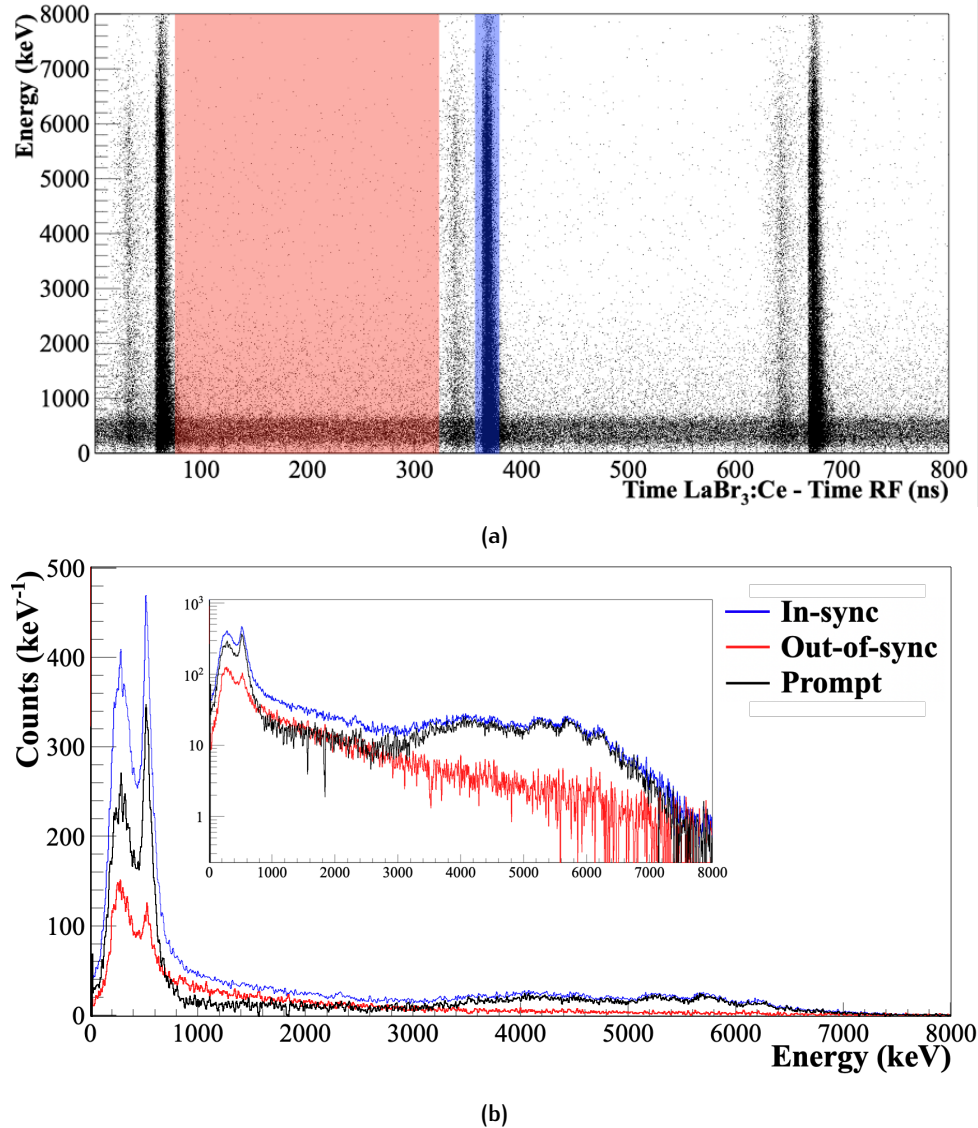 Energy (keV)
8000
7000
6000
5000
4000
3000
2000
1000
0
100 200 300 400 500 600 700 800
Time LaBr₃:Ce - Time RF (ns)
(a)
Counts (keV⁻¹)
500
400
300
200
100
0
10³
10²
10
1
0 1000 2000 3000 4000 5000 6000 7000 8000
In-sync
Out-of-sync
Prompt
0 1000 2000 3000 4000 5000 6000 7000 8000
Energy (keV)
(b)